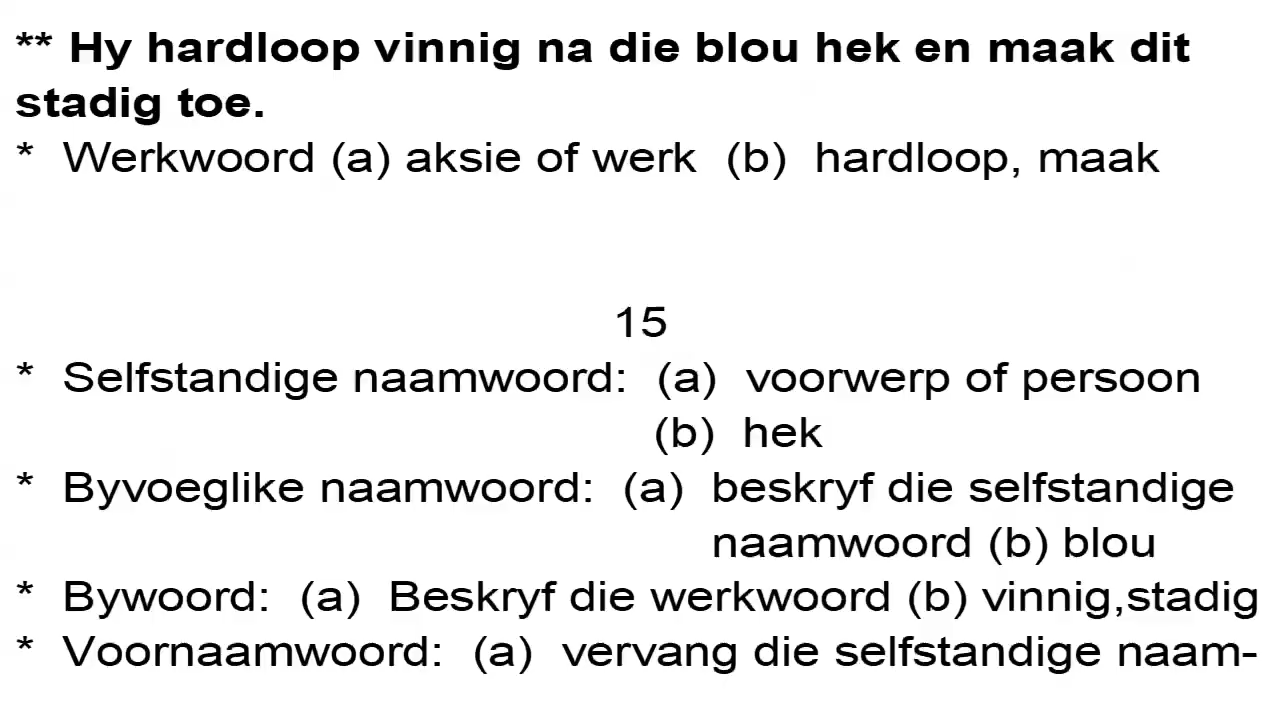 ** Hy hardloop vinnig na die blou hek en maak dit
stadig toe.
* Werkwoord (a) aksie of werk (b) hardloop, maak
15
* Selfstandige naamwoord: (a) voorwerp of persoon
(b) hek
* Byvoeglike naamwoord: (a) beskryf die selfstandige
naamwoord (b) blou
* Bywoord: (a) Beskryf die werkwoord (b) vinnig,stadig
* Voornaamwoord: (a) vervang die selfstandige naam-